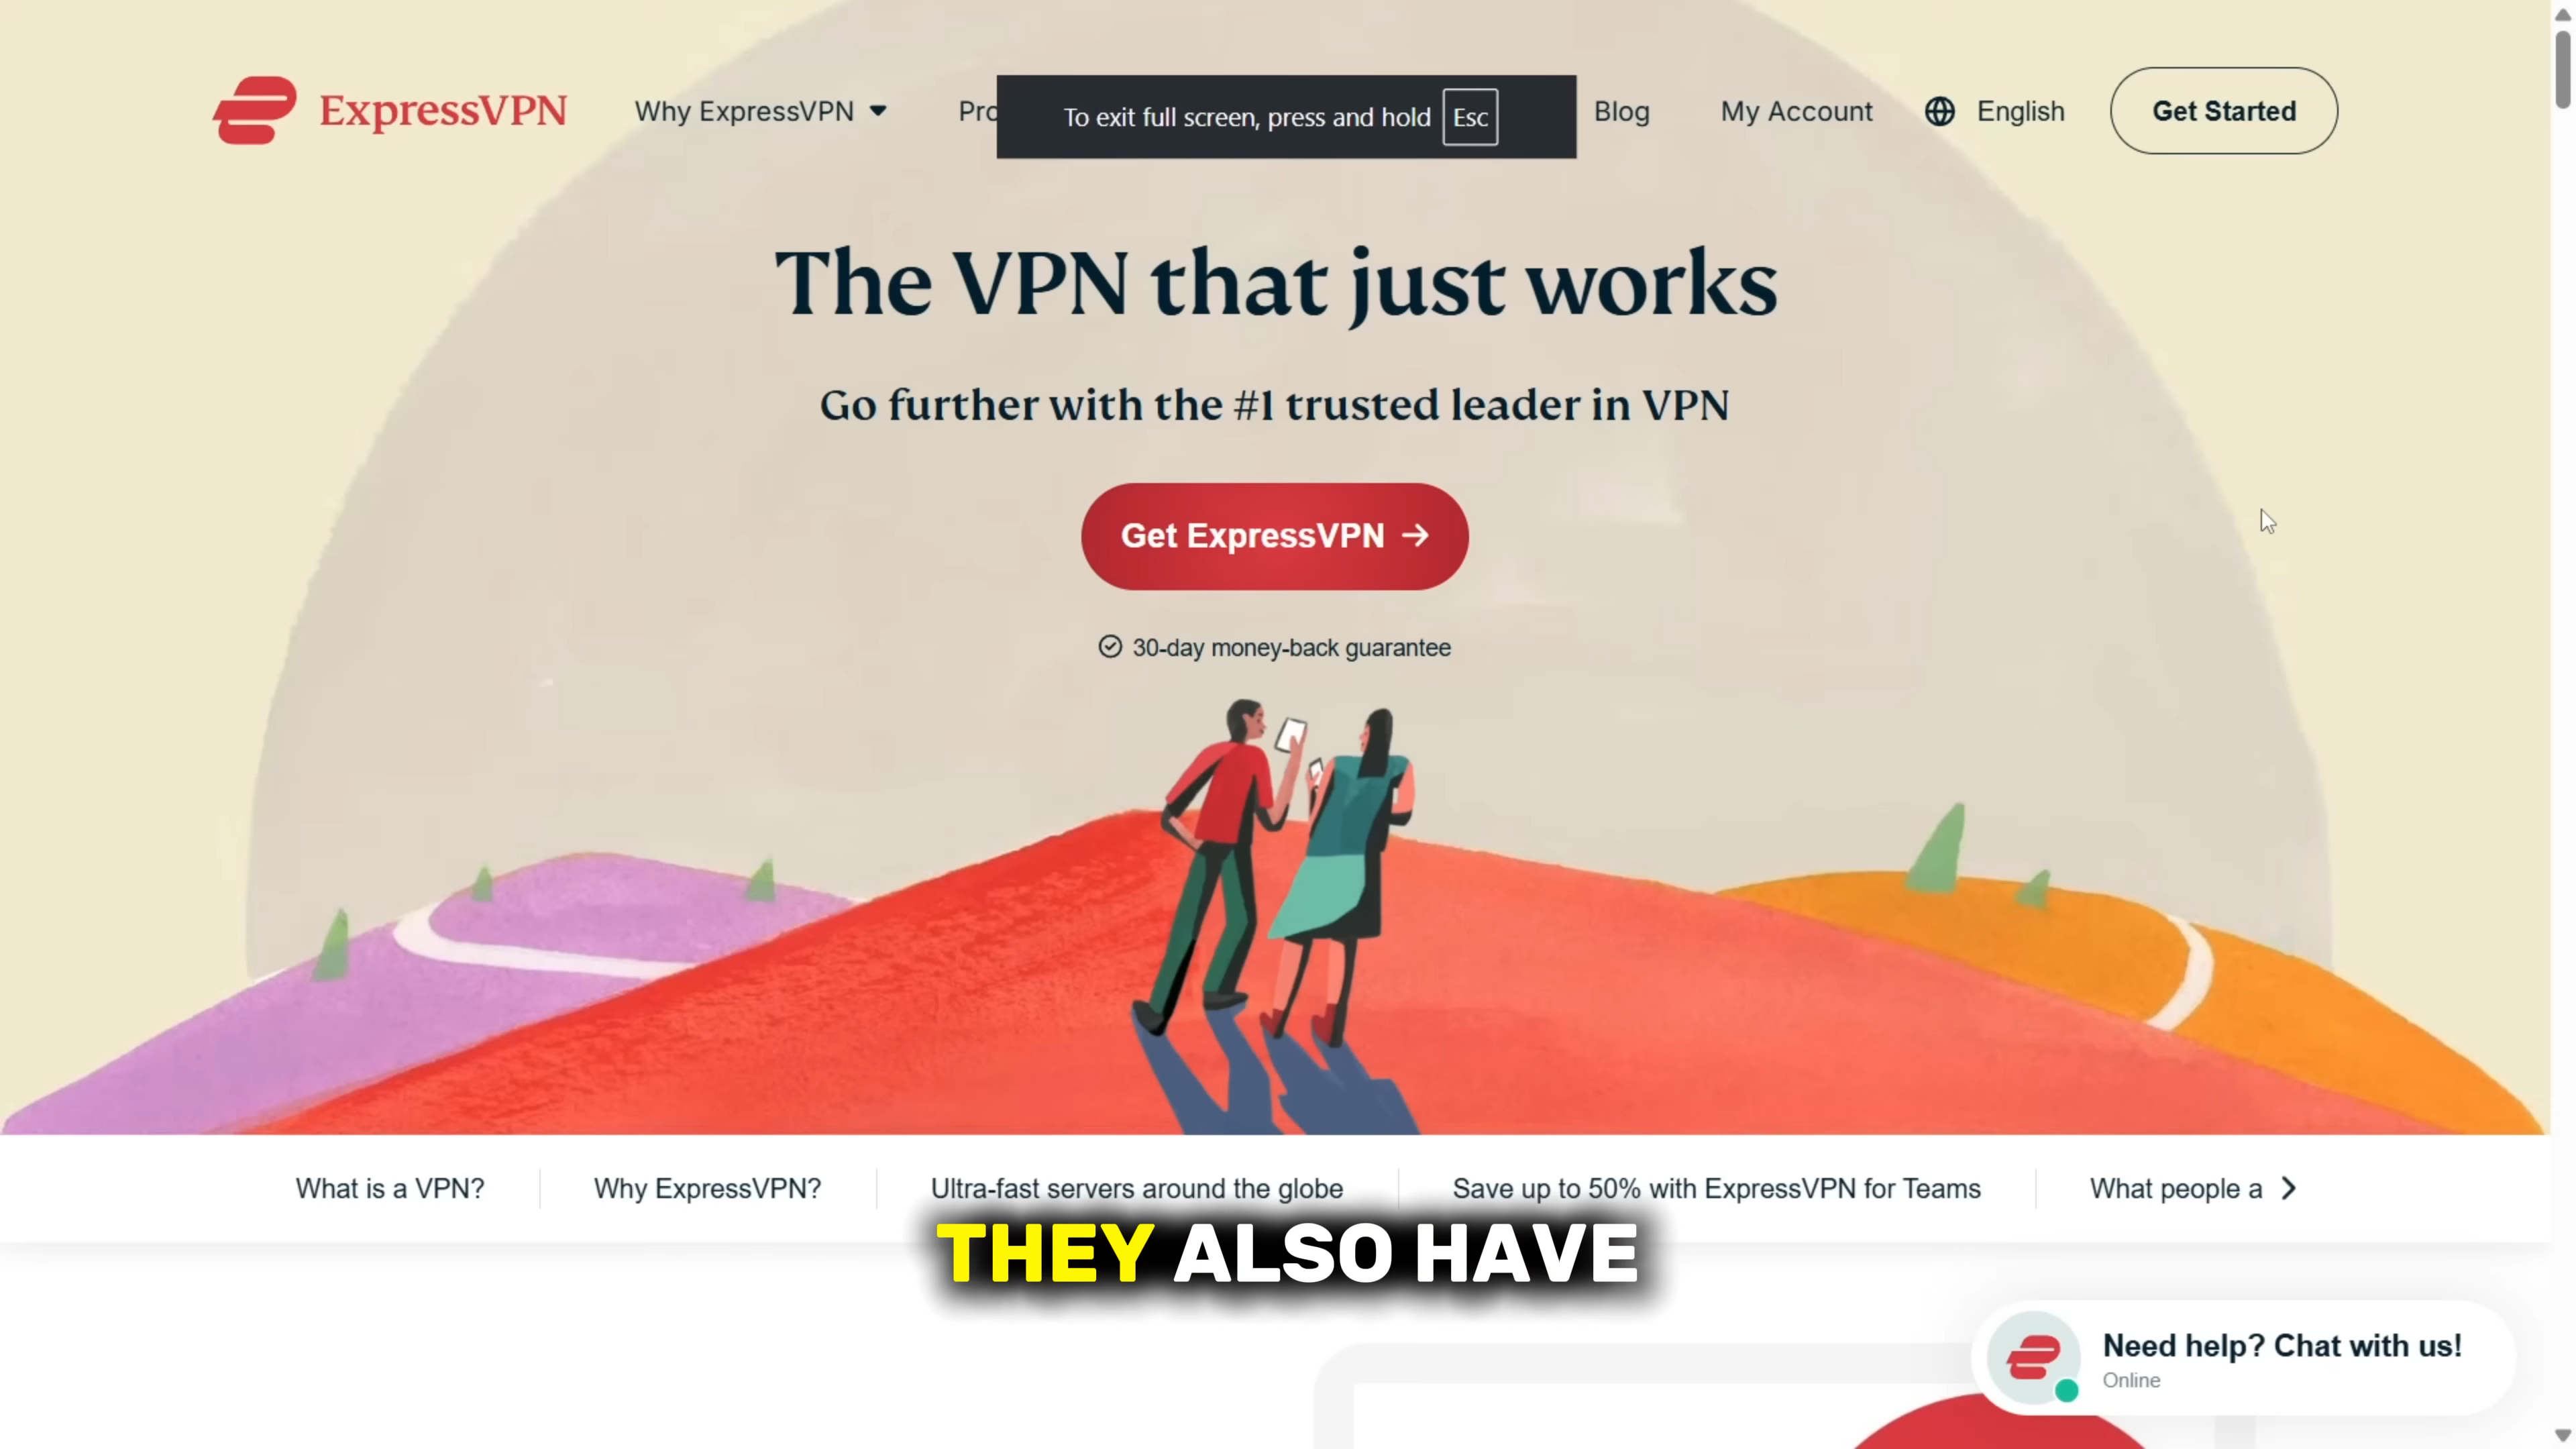 ExpressVPN
Why ExpressVPN
Pro
To exit full screen, press and hold Esc
Blog
My Account
English
Get Started
The VPN that just works
Go further with the #1 trusted leader in VPN
Get ExpressVPN
30-day money-back guarantee
What is a VPN?
Why ExpressVPN?
Ultra-fast servers around the globe
Save up to 50% with ExpressVPN for Teams
What people a
THEY ALSO HAVE
Need help? Chat with us!
Online